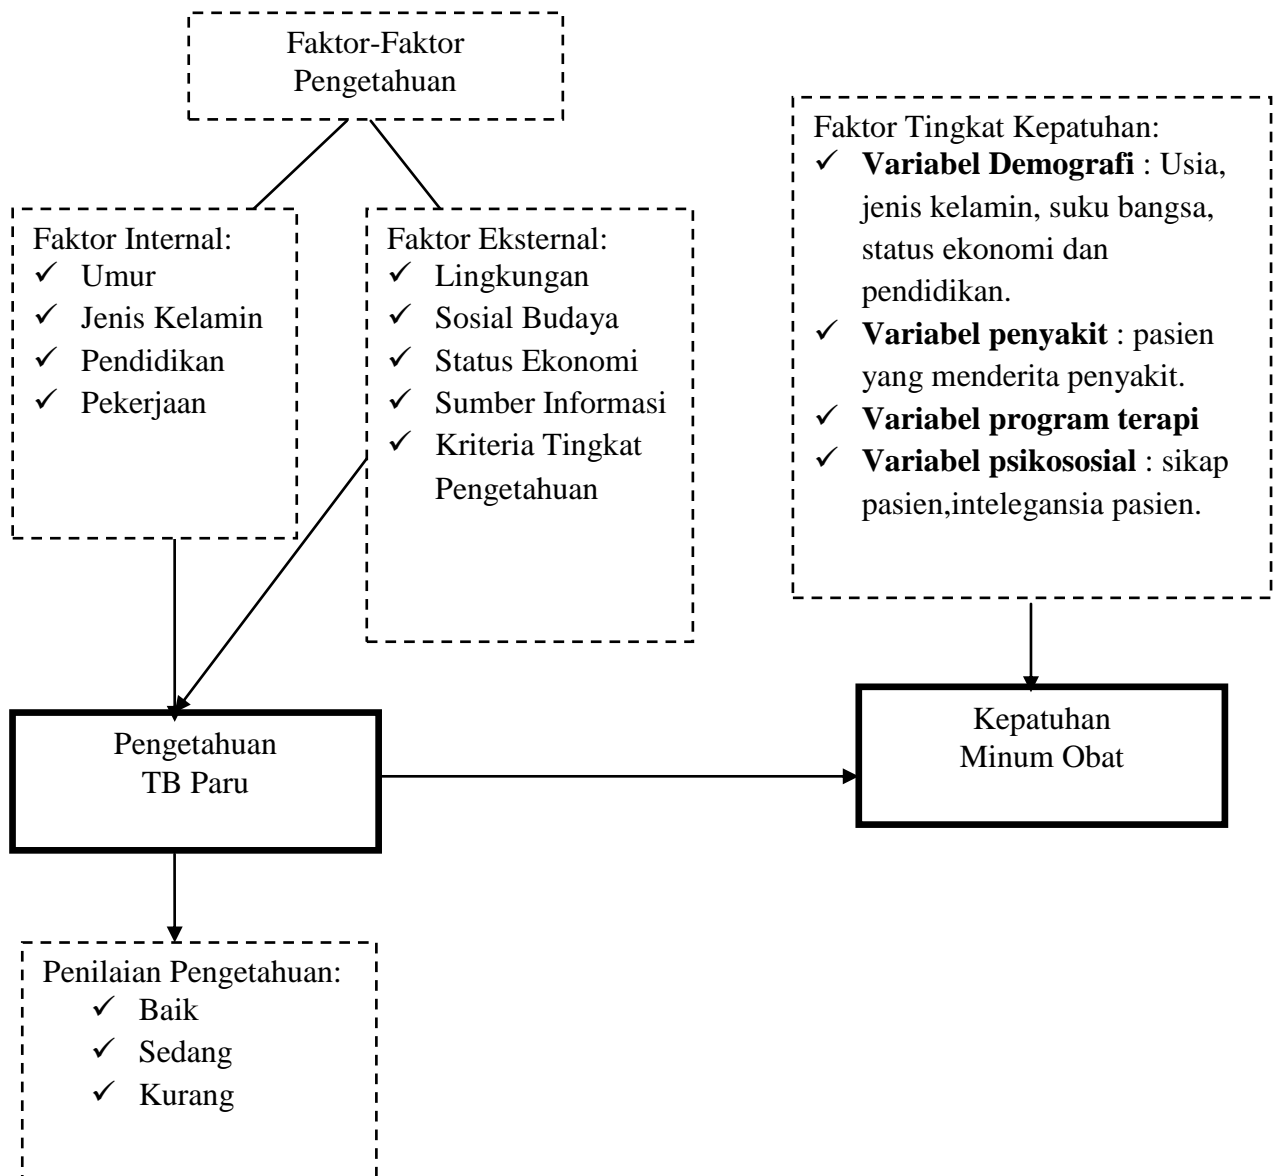 Faktor-Faktor
Pengetahuan
Faktor Internal:
✓ Umur
✓ Jenis Kelamin
✓ Pendidikan
✓ Pekerjaan
Faktor Eksternal:
✓ Lingkungan
✓ Sosial Budaya
✓ Status Ekonomi
✓ Sumber Informasi
✓ Kriteria Tingkat
Pengetahuan
Faktor Tingkat Kepatuhan:
✓ Variabel Demografi : Usia,
jenis kelamin, suku bangsa,
status ekonomi dan
pendidikan.
✓ Variabel penyakit : pasien
yang menderita penyakit.
✓ Variabel program terapi
✓ Variabel psikososial : sikap
pasien,intelegansia pasien.
Pengetahuan
TB Paru
Kepatuhan
Minum Obat
Penilaian Pengetahuan:
✓ Baik
✓ Sedang
✓ Kurang